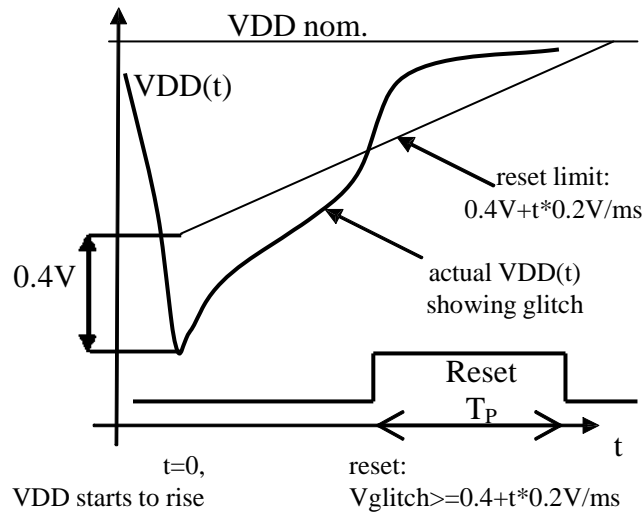 VDD nom.
VDD(t)
reset limit:
0.4V+t*0.2V/ms
0.4V
actual VDD(t)
showing glitch
Reset
TP
t
t=0,
VDD starts to rise
reset:
Vglitch>=0.4+t*0.2V/ms